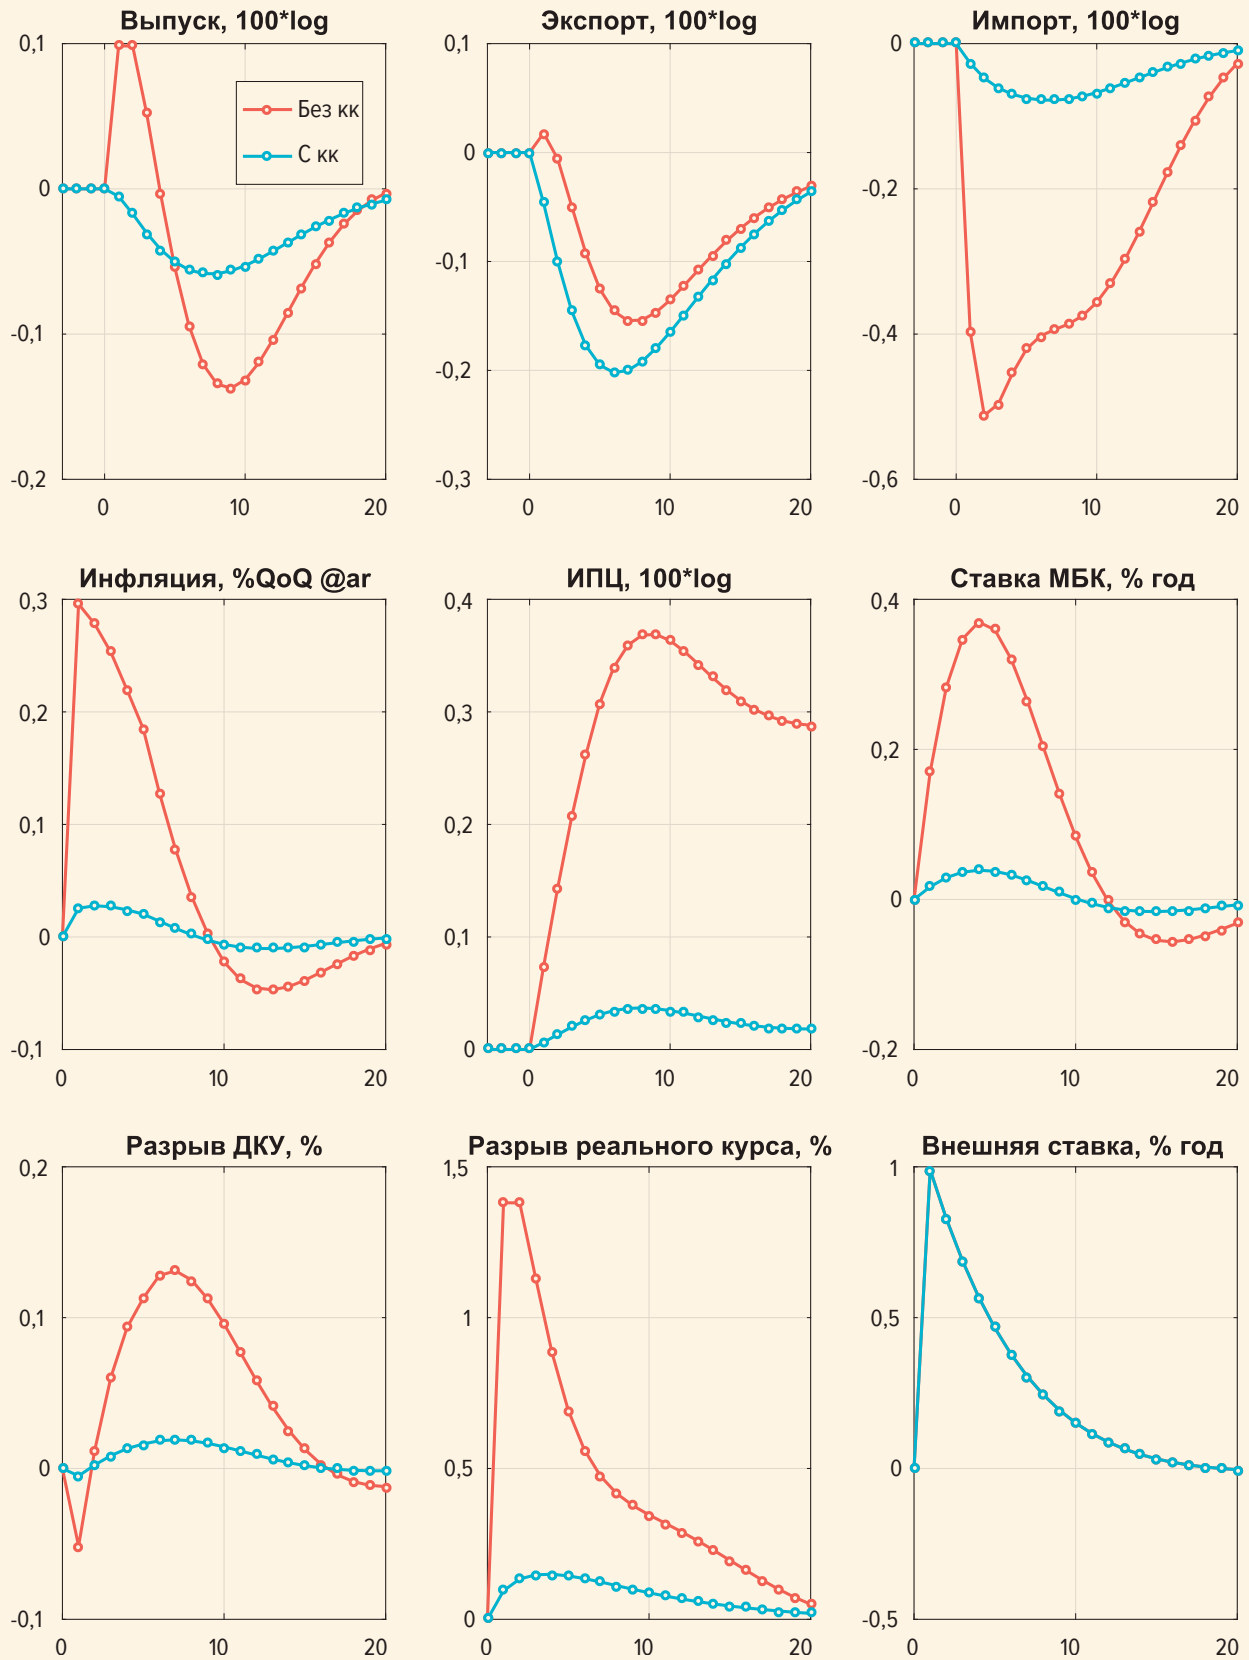 Выпуск, 100*log
Экспорт, 100*log
Импорт, 100*log
0,1
0
-0,1
-0,2
Без кк
С кк
0 10 20
0,1
0
-0,1
-0,2
-0,3
0 10 20
0
-0,2
-0,4
-0,6
0 10 20
Инфляция, %QoQ @ar
ИПЦ, 100*log
Ставка МБК, % год
0,3
0,2
0,1
0
-0,1
0 10 20
0,4
0,3
0,2
0,1
0
0 10 20
0,4
0,2
0
-0,2
0 10 20
Разрыв ДКУ, %
Разрыв реального курса, %
Внешняя ставка, % год
0,2
0,1
0
-0,1
0 10 20
1,5
1
0,5
0
0 10 20
1
0,5
0
-0,5
0 10 20